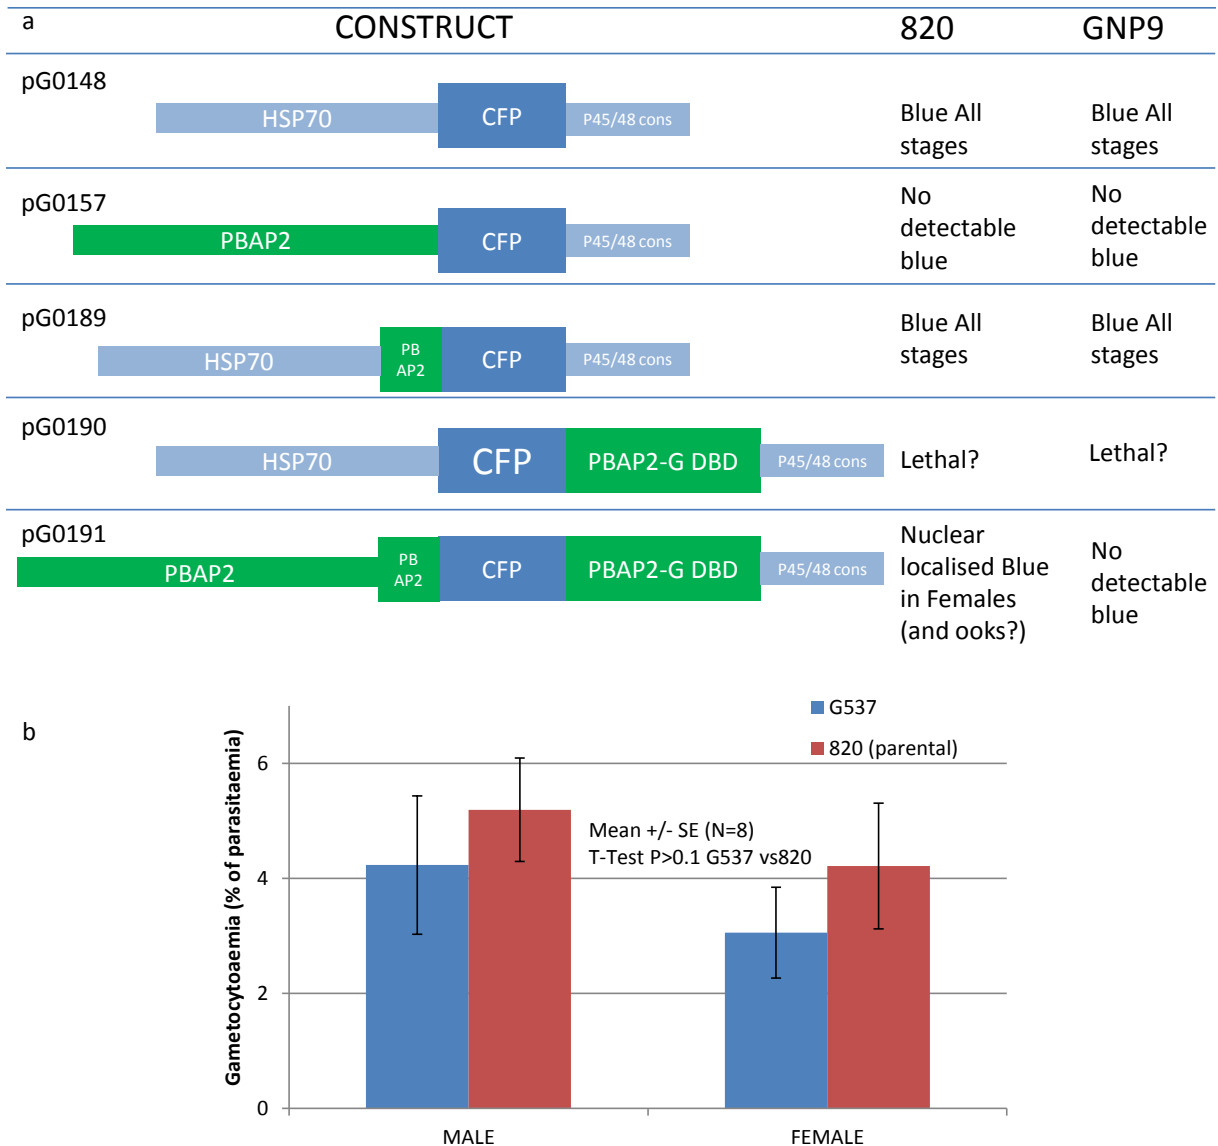 a
CONSTRUCT
820
GNP9
pG0148
HSP70
CFP
P45/48 cons
Blue All
stages
Blue All
stages
pG0157
PBAP2
CFP
P45/48 cons
No
detectable
blue
No
detectable
blue
pG0189
HSP70
PB
AP2
CFP
P45/48 cons
Blue All
stages
Blue All
stages
pG0190
HSP70
CFP
PBAP2-G DBD
P45/48 cons
Lethal?
Lethal?
pG0191
PBAP2
PB
AP2
CFP
PBAP2-G DBD
P45/48 cons
Nuclear
localised Blue
in Females
(and ooks?)
No
detectable
blue
b
G537
820 (parental)
Gametocytoaemia (% of parasitaemia)
6
4
2
0
Mean +/- SE (N=8)
T-Test P>0.1 G537 vs820
MALE
FEMALE